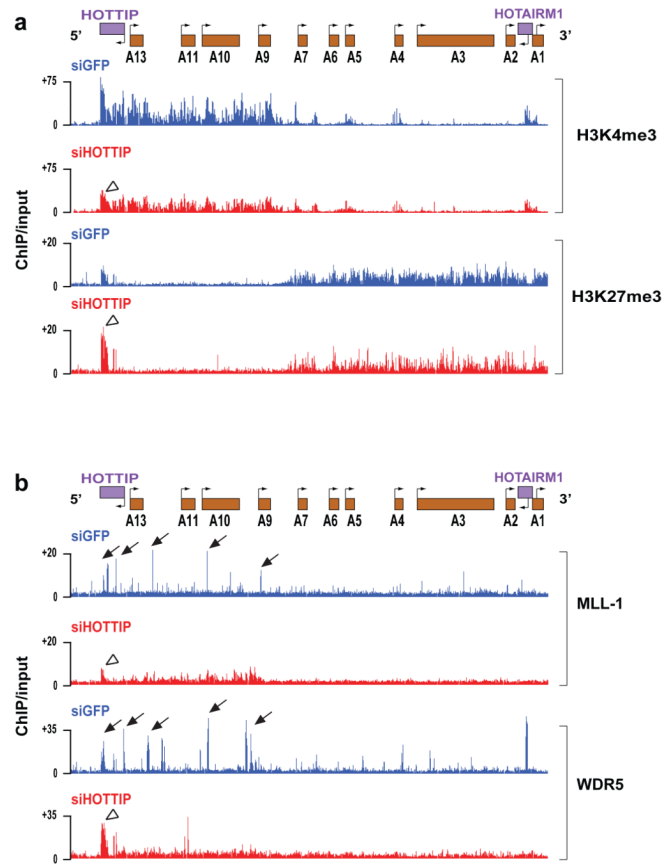 a
HOTTIP
HOTAIRM1
5' 3'
A13 A11 A10 A9 A7 A6 A5 A4 A3 A2 A1
siGFP
+75
0
H3K4me3
siHOTTIP
+75
0
ChIP/input
siGFP
+20
0
H3K27me3
siHOTTIP
+20
0
b
HOTTIP
HOTAIRM1
5' 3'
A13 A11 A10 A9 A7 A6 A5 A4 A3 A2 A1
siGFP
+20
0
MLL-1
siHOTTIP
+20
0
ChIP/input
siGFP
+35
0
WDR5
siHOTTIP
+35
0